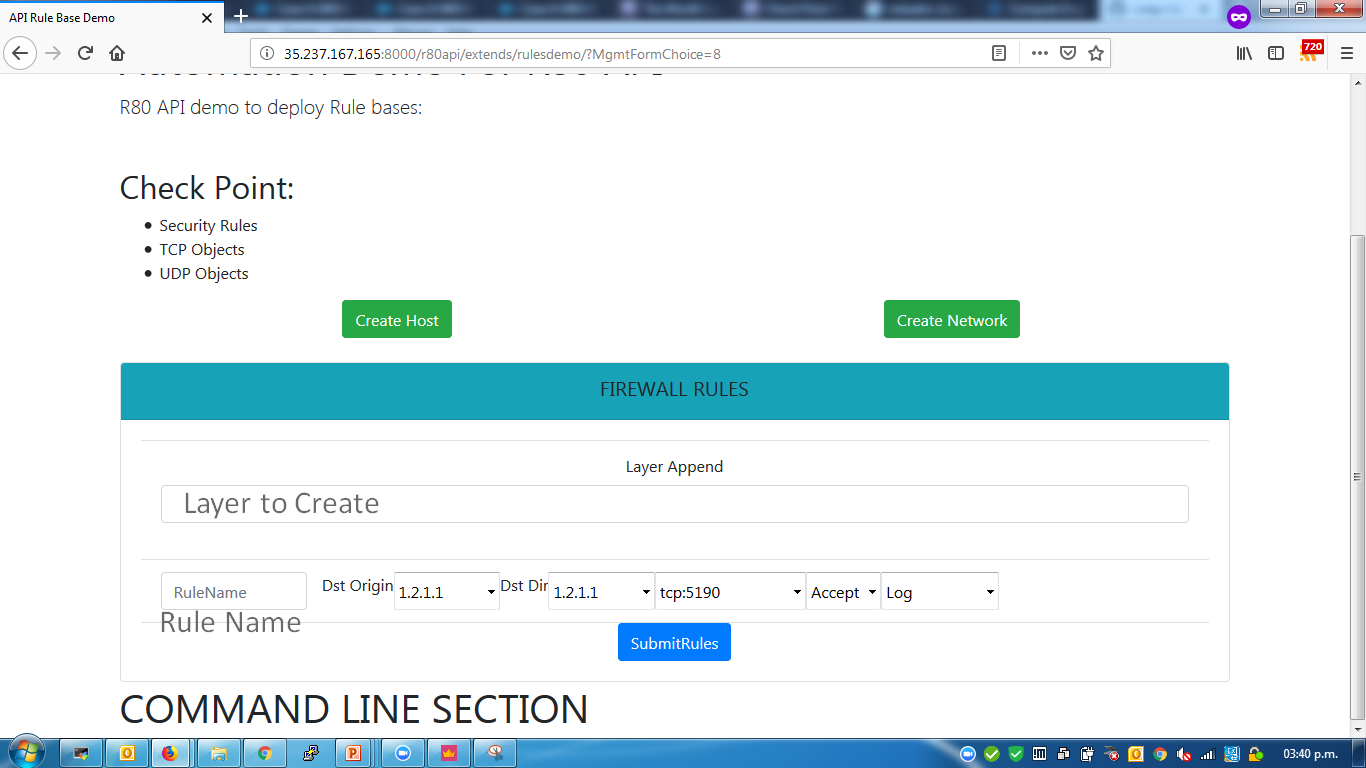 API Rule Base Demo
35.237.167.165:8000/r80api/extends/rulesdemo/?MgmtFormChoice=8
720
R80 API demo to deploy Rule bases:
Check Point:
Security Rules
TCP Objects
UDP Objects
Create Host
Create Network
FIREWALL RULES
Layer Append
Layer to Create
RuleName
Dst Origin
1.2.1.1
Dst Dir
1.2.1.1
tcp:5190
Accept
Log
Rule Name
SubmitRules
COMMAND LINE SECTION
03:40 p.m.